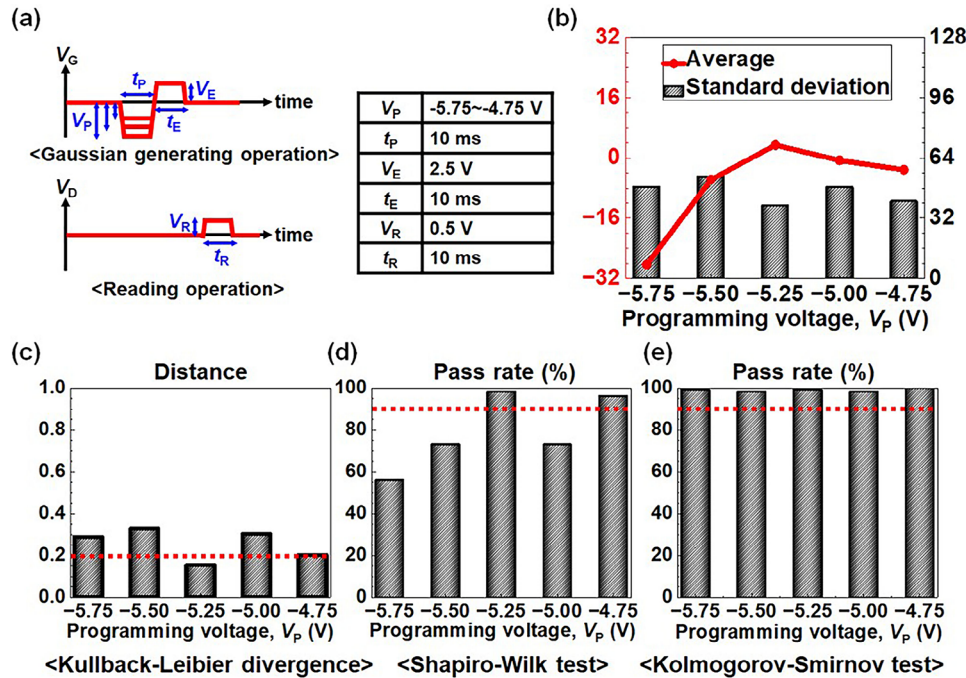 (a)
V_G
t_P
V_E
time
V_P
t_E
<Gaussian generating operation>
V_D
V_R
time
t_R
<Reading operation>
V_P -5.75~-4.75 V
t_P 10 ms
V_E 2.5 V
t_E 10 ms
V_R 0.5 V
t_R 10 ms
(b)
32
16
0
−16
−32
128
96
64
32
0
Average
Standard deviation
−5.75 −5.50 −5.25 −5.00 −4.75
Programming voltage, V_P (V)
(c)
Distance
1.0
0.8
0.6
0.4
0.2
0.0
−5.75 −5.50 −5.25 −5.00 −4.75
Programming voltage, V_P (V)
<Kullback-Leibier divergence>
(d)
Pass rate (%)
100
80
60
40
20
0
−5.75 −5.50 −5.25 −5.00 −4.75
Programming voltage, V_P (V)
<Shapiro-Wilk test>
(e)
Pass rate (%)
100
80
60
40
20
0
−5.75 −5.50 −5.25 −5.00 −4.75
Programming voltage, V_P (V)
<Kolmogorov-Smirnov test>